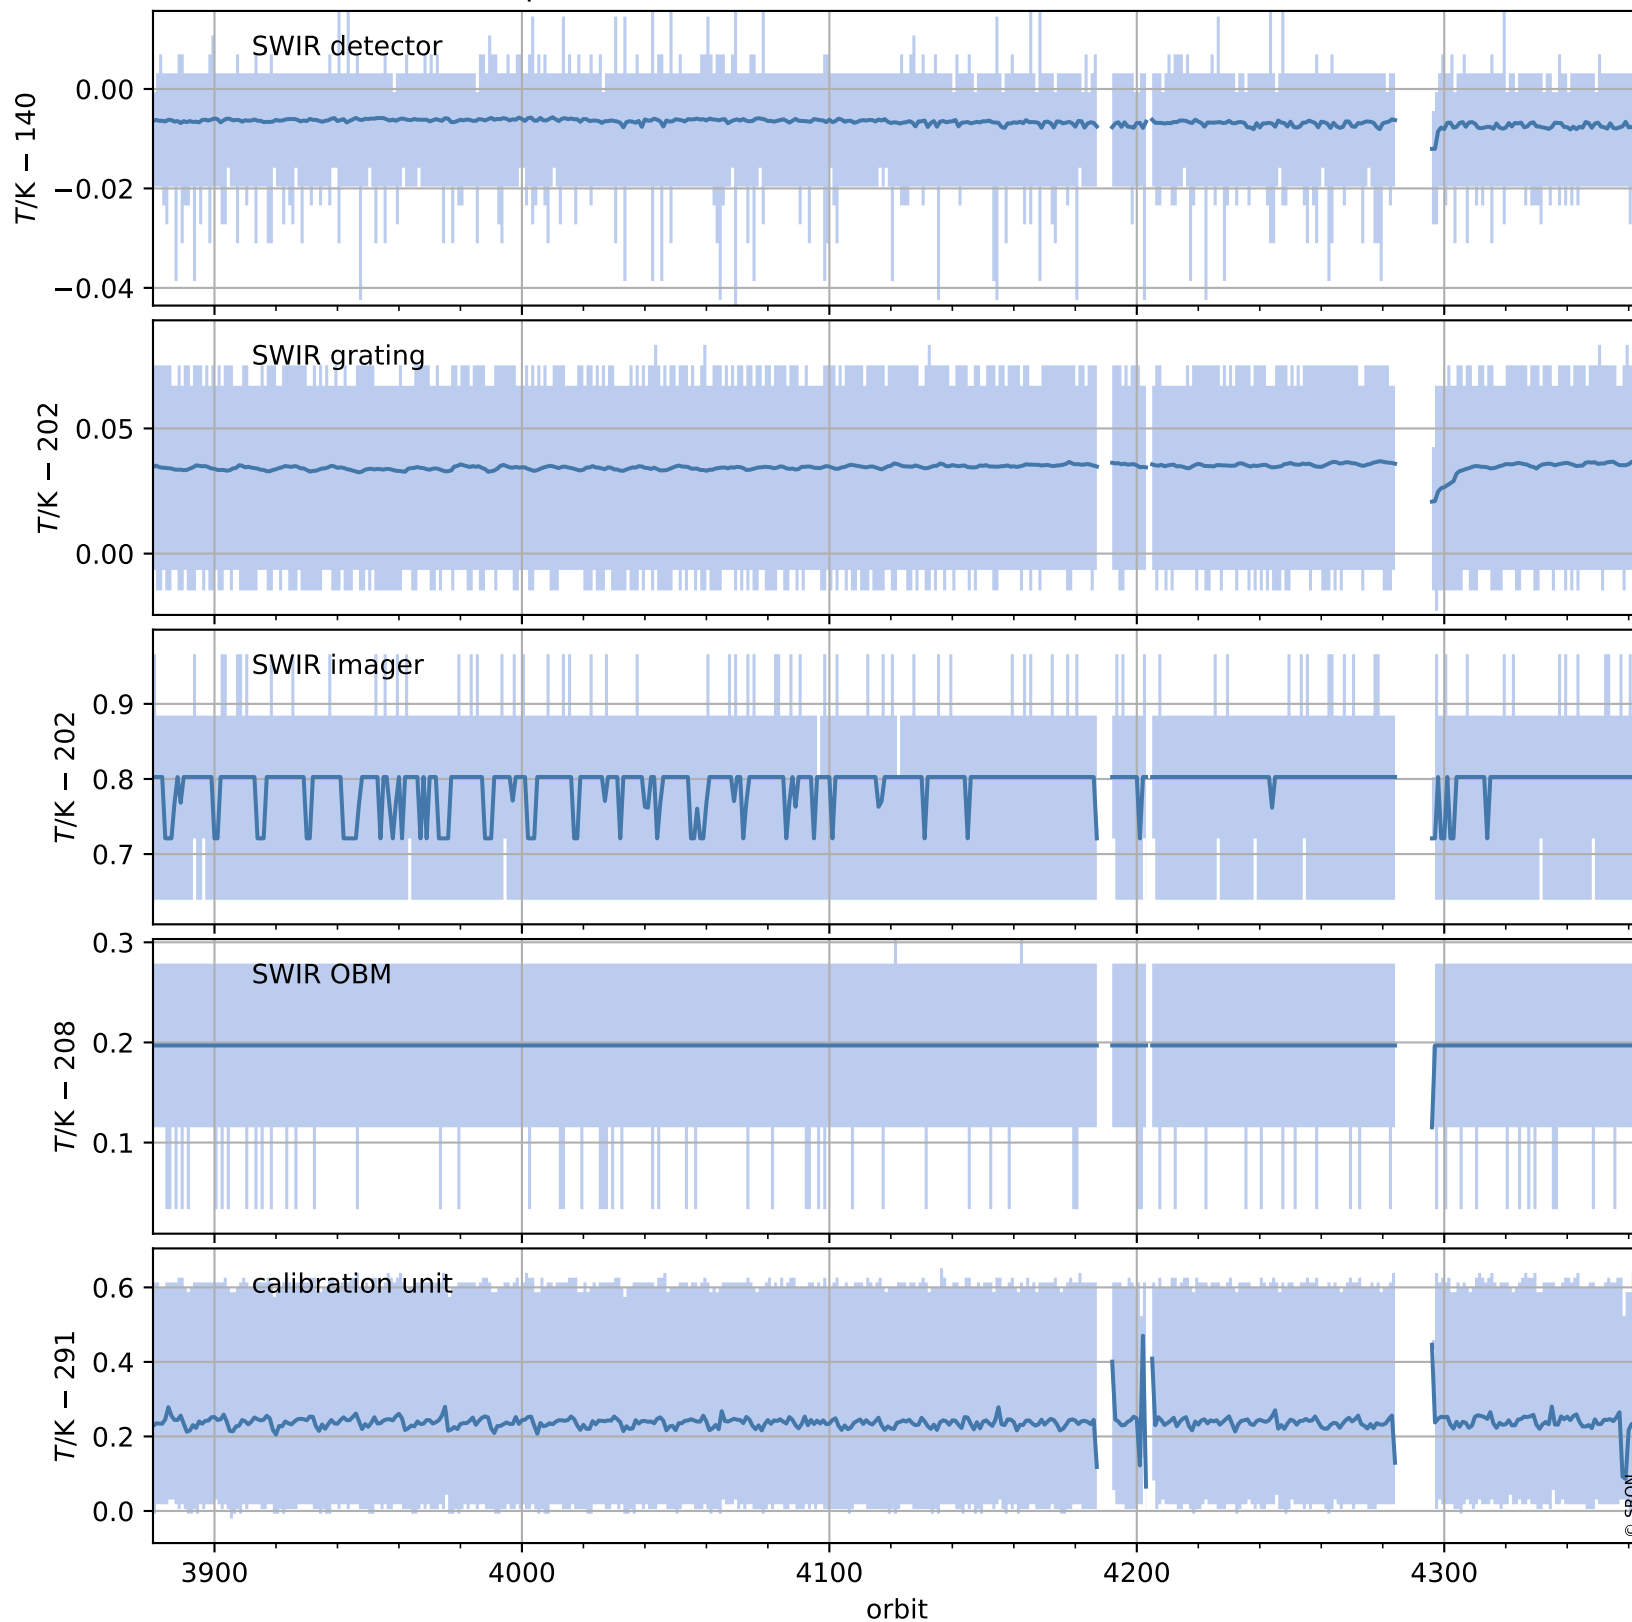 SWIR detector
T/K − 140
0.00
−0.02
−0.04
SWIR grating
T/K − 202
0.05
0.00
SWIR imager
T/K − 202
0.9
0.8
0.7
SWIR OBM
T/K − 208
0.3
0.2
0.1
calibration unit
T/K − 291
0.6
0.4
0.2
0.0
3900 4000 4100 4200 4300
orbit
© SRON